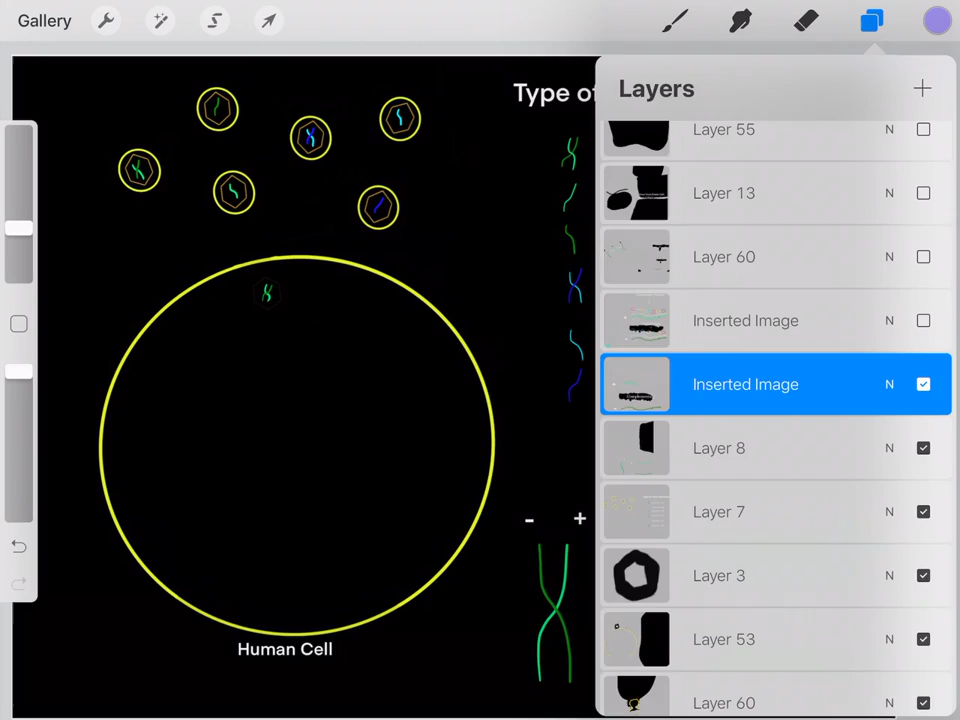 Gallery
Type of
Layers
Layer 55 N
Layer 13 N
Layer 60 N
Inserted Image N
Inserted Image N
Layer 8 N
Layer 7 N
Layer 3 N
Layer 53 N
Layer 60 N
- +
Human Cell